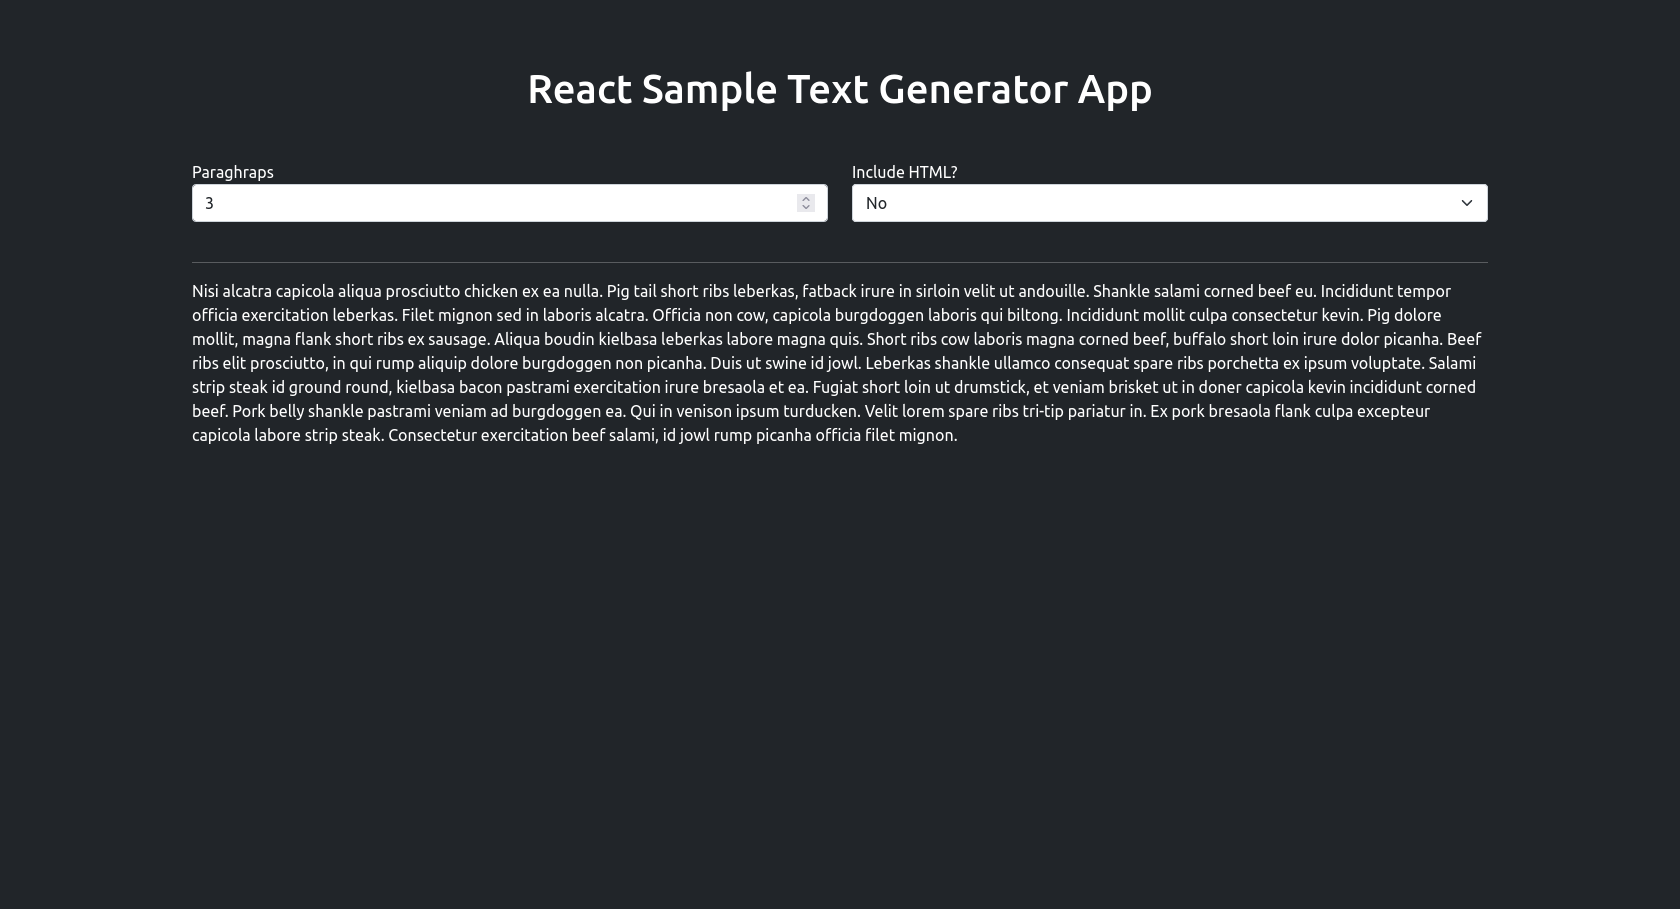 React Sample Text Generator App
Paraghraps
Include HTML?
3
No
Nisi alcatra capicola aliqua prosciutto chicken ex ea nulla. Pig tail short ribs leberkas, fatback irure in sirloin velit ut andouille. Shankle salami corned beef eu. Incididunt tempor
officia exercitation leberkas. Filet mignon sed in laboris alcatra. Officia non cow, capicola burgdoggen laboris qui biltong. Incididunt mollit culpa consectetur kevin. Pig dolore
mollit, magna flank short ribs ex sausage. Aliqua boudin kielbasa leberkas labore magna quis. Short ribs cow laboris magna corned beef, buffalo short loin irure dolor picanha. Beef
ribs elit prosciutto, in qui rump aliquip dolore burgdoggen non picanha. Duis ut swine id jowl. Leberkas shankle ullamco consequat spare ribs porchetta ex ipsum voluptate. Salami
strip steak id ground round, kielbasa bacon pastrami exercitation irure bresaola et ea. Fugiat short loin ut drumstick, et veniam brisket ut in doner capicola kevin incididunt corned
beef. Pork belly shankle pastrami veniam ad burgdoggen ea. Qui in venison ipsum turducken. Velit lorem spare ribs tri-tip pariatur in. Ex pork bresaola flank culpa excepteur
capicola labore strip steak. Consectetur exercitation beef salami, id jowl rump picanha officia filet mignon.